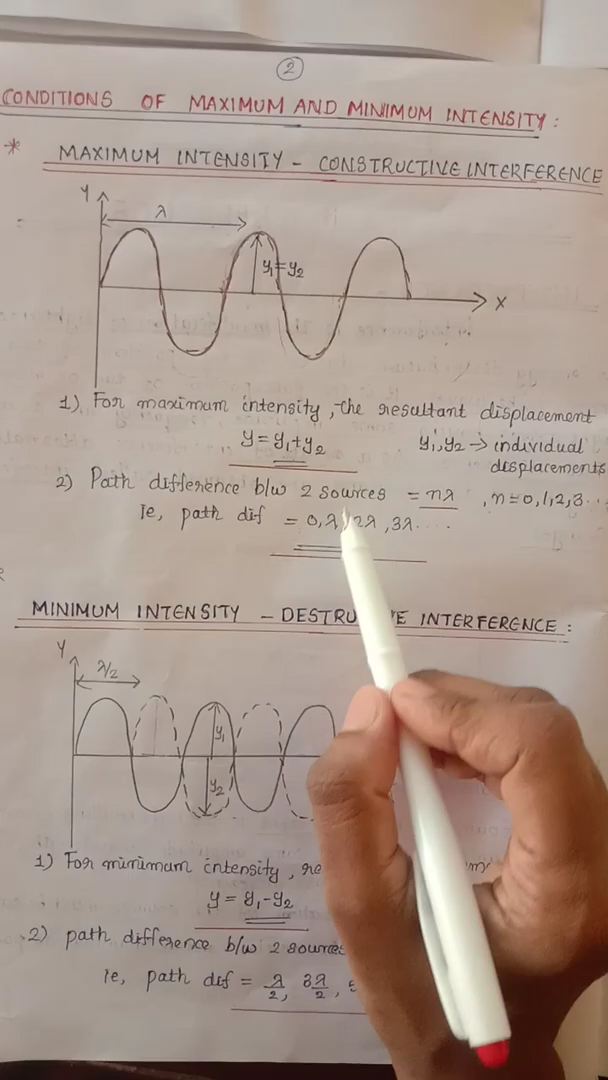 2
CONDITIONS OF MAXIMUM AND MINIMUM INTENSITY :
* MAXIMUM INTENSITY - CONSTRUCTIVE INTERFERENCE
Y
λ
y₁=y₂
X
1) For maximum intensity, the resultant displacement
y = y₁+y₂ y₁,y₂ → individual
displacements
2) Path difference b/w 2 sources = nλ , n=0,1,2,3..
Ie, path dif = 0,λ,2λ,3λ....
MINIMUM INTENSITY - DESTRU E INTERFERENCE :
Y
λ/2
y₁
y₂
1) For minimum intensity,
y = y₁-y₂
2) path difference b/w 2 sources
Ie, path dif = λ/2, 3λ/2,